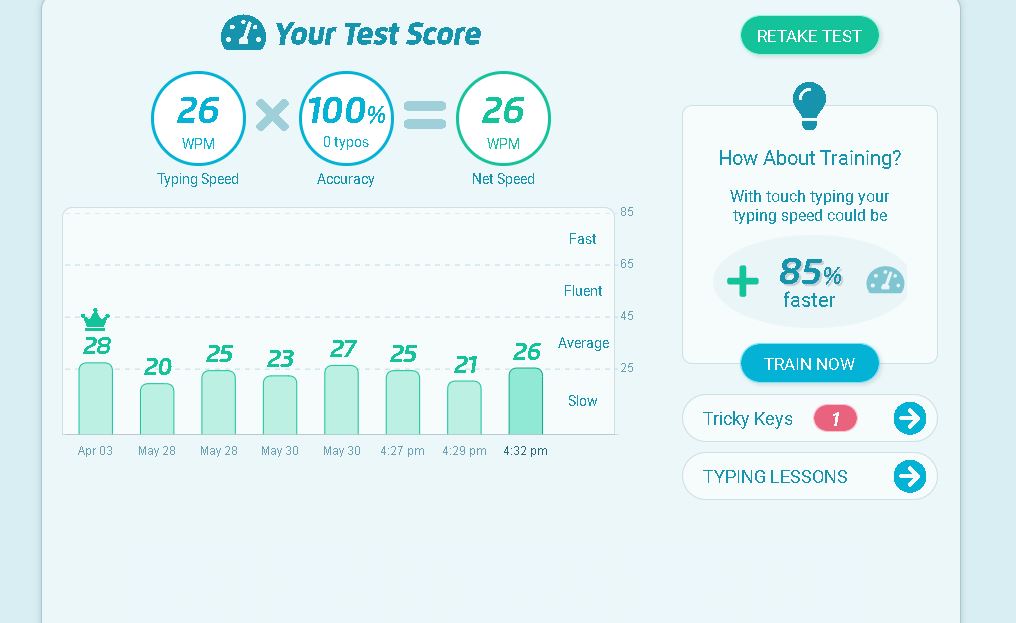 Your Test Score
RETAKE TEST
26
WPM
Typing Speed
100%
0 typos
Accuracy
26
WPM
Net Speed
How About Training?
With touch typing your
typing speed could be
85%
faster
TRAIN NOW
Tricky Keys 1
TYPING LESSONS
85
Fast
65
Fluent
45
Average
25
Slow
28 20 25 23 27 25 21 26
Apr 03 May 28 May 28 May 30 May 30 4:27 pm 4:29 pm 4:32 pm